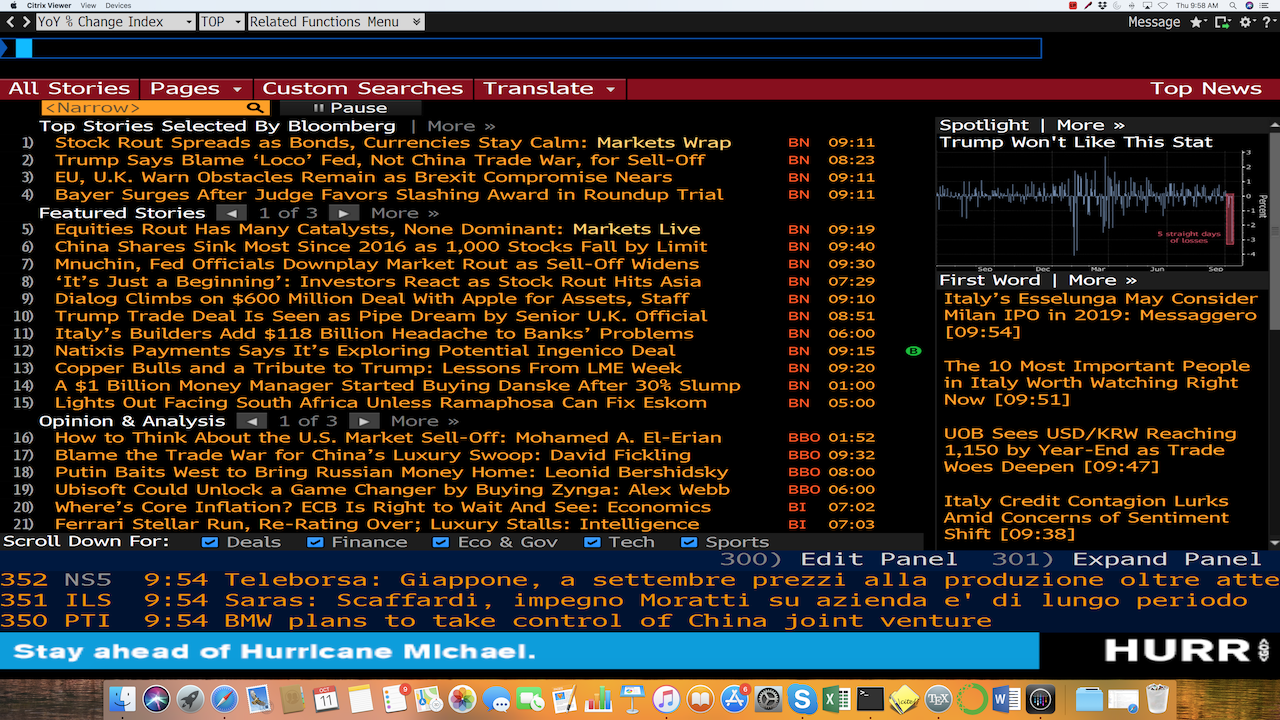 Citrix Viewer View Devices Thu 9:58 AM
YoY % Change Index TOP Related Functions Menu Message
All Stories Pages Custom Searches Translate Top News
<Narrow> Pause
Top Stories Selected By Bloomberg | More »
1) Stock Rout Spreads as Bonds, Currencies Stay Calm: Markets Wrap BN 09:11
2) Trump Says Blame ‘Loco’ Fed, Not China Trade War, for Sell-Off BN 08:23
3) EU, U.K. Warn Obstacles Remain as Brexit Compromise Nears BN 09:11
4) Bayer Surges After Judge Favors Slashing Award in Roundup Trial BN 09:11
Featured Stories 1 of 3 More »
5) Equities Rout Has Many Catalysts, None Dominant: Markets Live BN 09:19
6) China Shares Sink Most Since 2016 as 1,000 Stocks Fall by Limit BN 09:40
7) Mnuchin, Fed Officials Downplay Market Rout as Sell-Off Widens BN 09:30
8) ‘It’s Just a Beginning’: Investors React as Stock Rout Hits Asia BN 07:29
9) Dialog Climbs on $600 Million Deal With Apple for Assets, Staff BN 09:10
10) Trump Trade Deal Is Seen as Pipe Dream by Senior U.K. Official BN 08:51
11) Italy’s Builders Add $118 Billion Headache to Banks’ Problems BN 06:00
12) Natixis Payments Says It’s Exploring Potential Ingenico Deal BN 09:15 B
13) Copper Bulls and a Tribute to Trump: Lessons From LME Week BN 09:20
14) A $1 Billion Money Manager Started Buying Danske After 30% Slump BN 01:00
15) Lights Out Facing South Africa Unless Ramaphosa Can Fix Eskom BN 05:00
Opinion & Analysis 1 of 3 More »
16) How to Think About the U.S. Market Sell-Off: Mohamed A. El-Erian BBO 01:52
17) Blame the Trade War for China’s Luxury Swoop: David Fickling BBO 09:32
18) Putin Baits West to Bring Russian Money Home: Leonid Bershidsky BBO 08:00
19) Ubisoft Could Unlock a Game Changer by Buying Zynga: Alex Webb BBO 06:00
20) Where’s Core Inflation? ECB Is Right to Wait And See: Economics BI 07:02
21) Ferrari Stellar Run, Re-Rating Over; Luxury Stalls: Intelligence BI 07:03
Scroll Down For: Deals Finance Eco & Gov Tech Sports
Spotlight | More »
Trump Won't Like This Stat
3
2
1
0
-1
-2
-3
-4
Percent
5 straight days
of losses
Sep Dec Mar Jun Sep
First Word | More »
Italy’s Esselunga May Consider
Milan IPO in 2019: Messaggero
[09:54]
The 10 Most Important People
in Italy Worth Watching Right
Now [09:51]
UOB Sees USD/KRW Reaching
1,150 by Year-End as Trade
Woes Deepen [09:47]
Italy Credit Contagion Lurks
Amid Concerns of Sentiment
Shift [09:38]
300) Edit Panel 301) Expand Panel
352 NS5 9:54 Teleborsa: Giappone, a settembre prezzi alla produzione oltre atte
351 ILS 9:54 Saras: Scaffardi, impegno Moratti su azienda e' di lungo periodo
350 PTI 9:54 BMW plans to take control of China joint venture
Stay ahead of Hurricane Michael. HURR
OCT
11
9
6
TEX